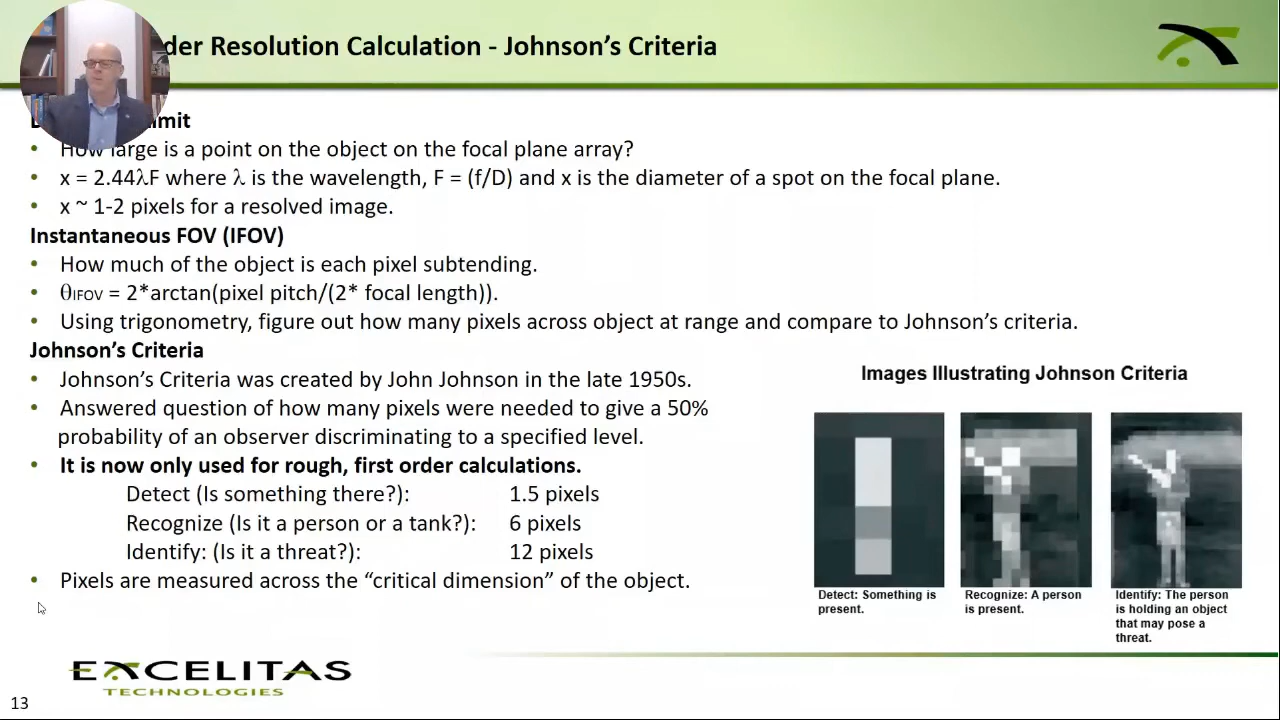 der Resolution Calculation - Johnson's Criteria
mit
How large is a point on the object on the focal plane array?
x = 2.44λF where λ is the wavelength, F = (f/D) and x is the diameter of a spot on the focal plane.
x ~ 1-2 pixels for a resolved image.
Instantaneous FOV (IFOV)
• How much of the object is each pixel subtending.
• θIFOV = 2*arctan(pixel pitch/(2* focal length)).
• Using trigonometry, figure out how many pixels across object at range and compare to Johnson's criteria.
Johnson's Criteria
• Johnson's Criteria was created by John Johnson in the late 1950s.
• Answered question of how many pixels were needed to give a 50%
probability of an observer discriminating to a specified level.
• It is now only used for rough, first order calculations.
Detect (Is something there?): 1.5 pixels
Recognize (Is it a person or a tank?): 6 pixels
Identify: (Is it a threat?): 12 pixels
• Pixels are measured across the “critical dimension” of the object.
Images Illustrating Johnson Criteria
Detect: Something is
present.
Recognize: A person
is present.
Identify: The person
is holding an object
that may pose a
threat.
EXCELITAS
TECHNOLOGIES
13